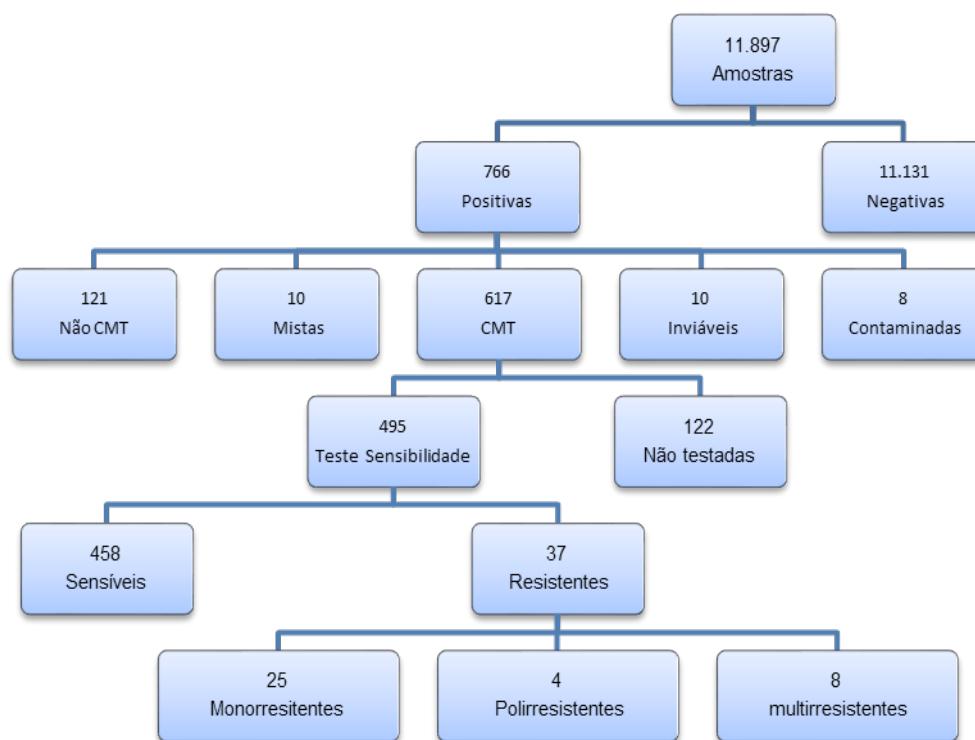 11.897
Amostras
766
Positivas
11.131
Negativas
121
Não CMT
10
Mistas
617
CMT
10
Inviáveis
8
Contaminadas
495
Teste Sensibilidade
122
Não testadas
458
Sensíveis
37
Resistentes
25
Monorresitentes
4
Polirresistentes
8
multirresistentes